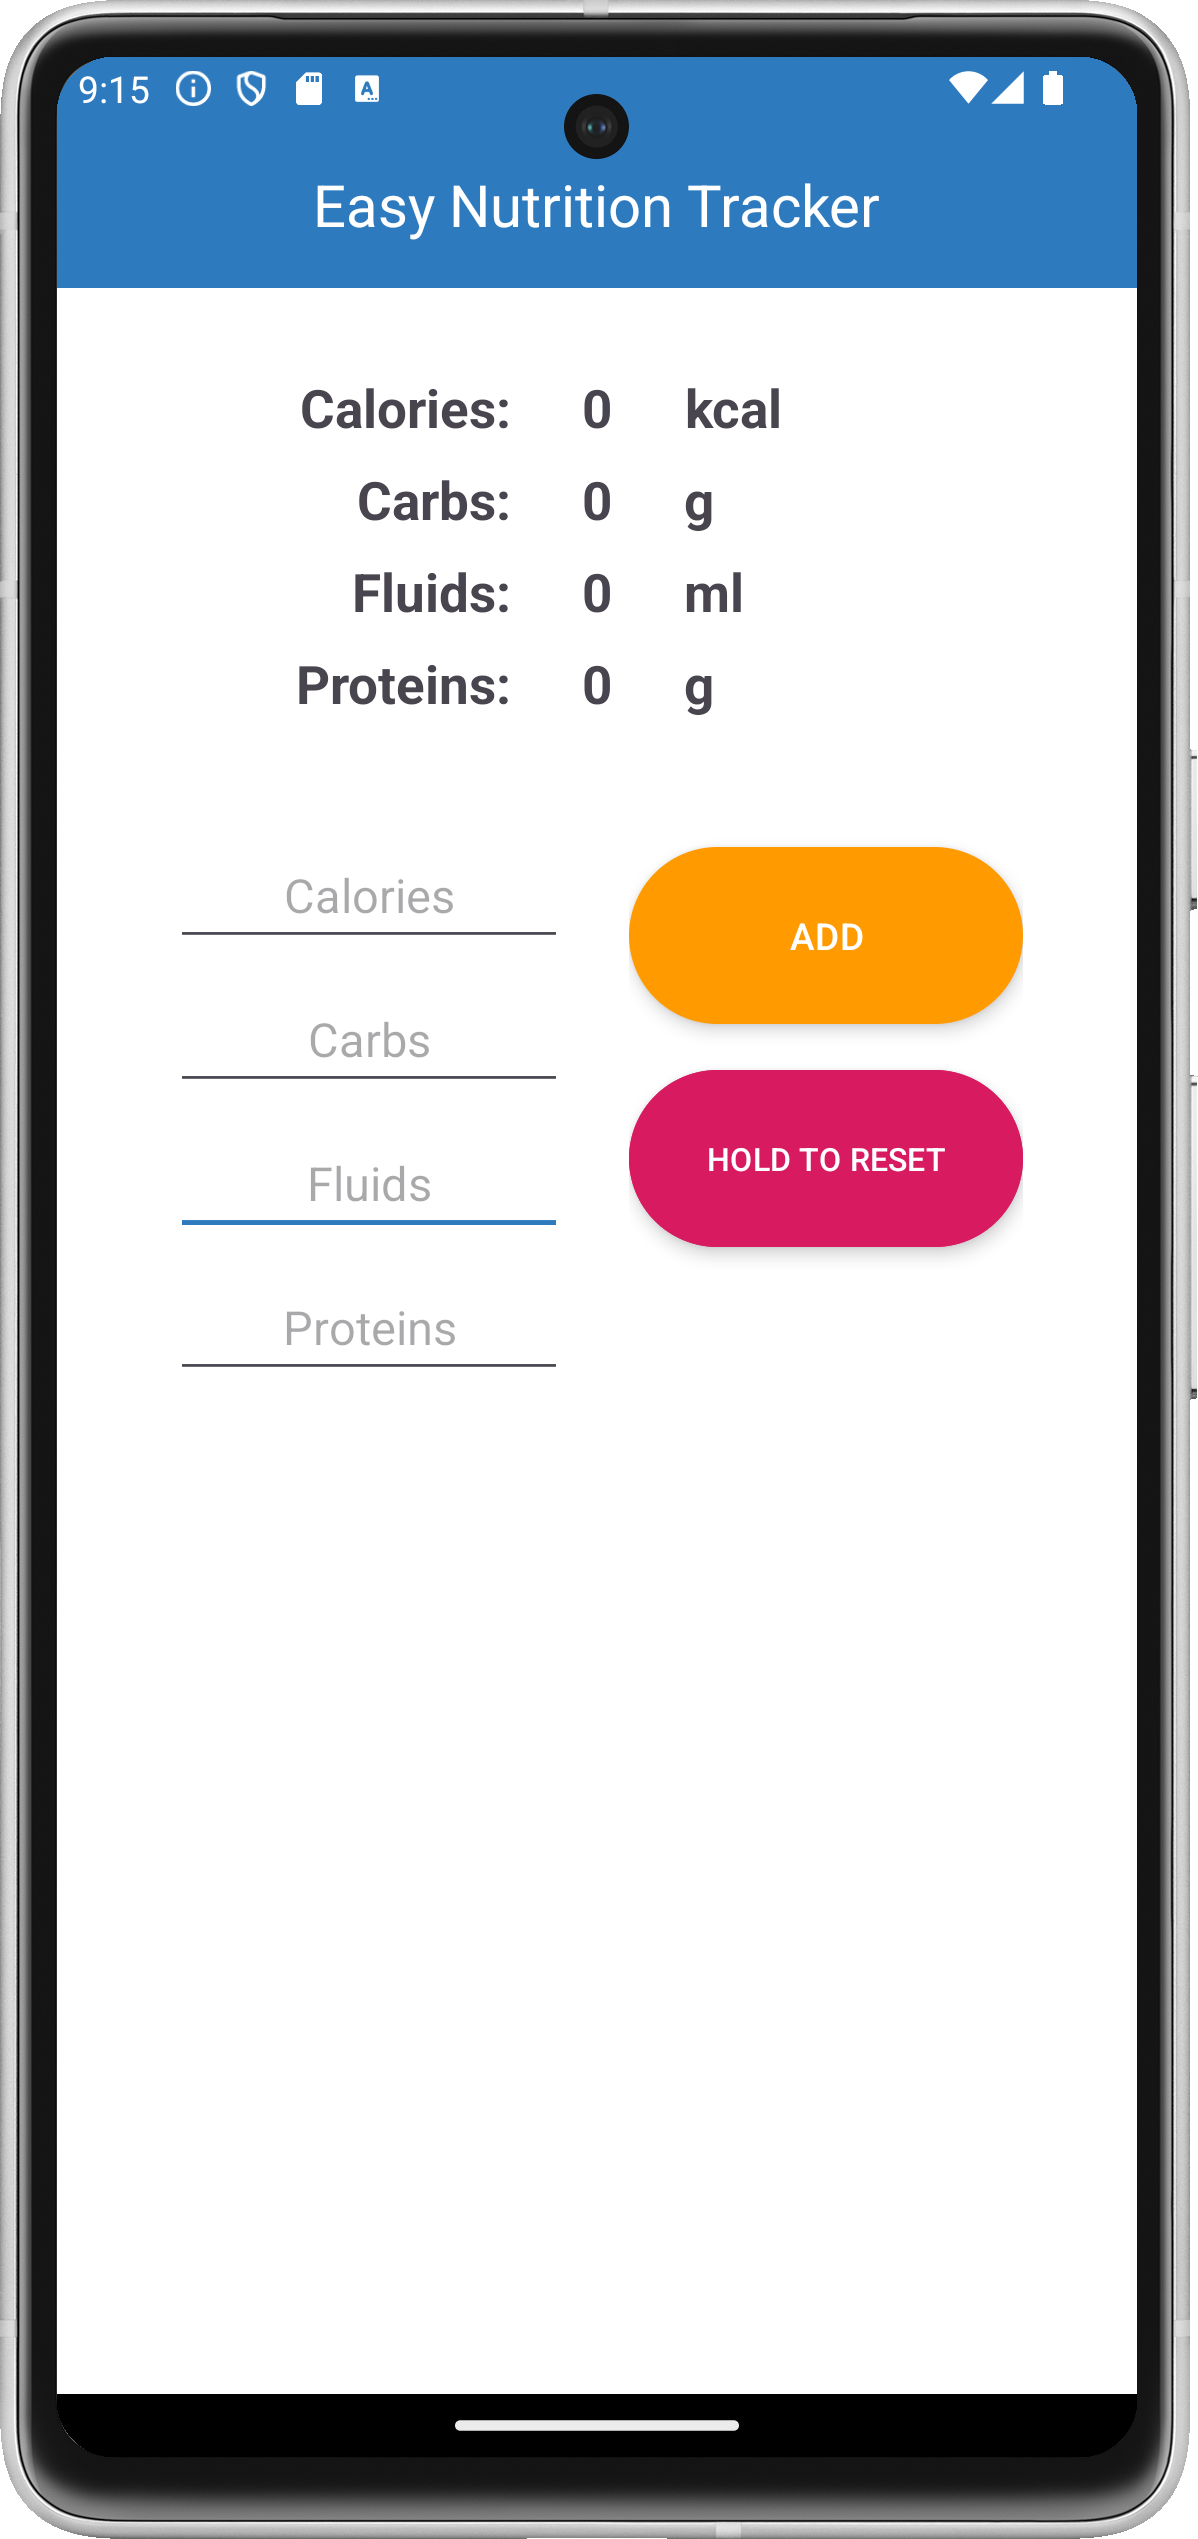 9:15
Easy Nutrition Tracker
Calories: 0 kcal
Carbs: 0 g
Fluids: 0 ml
Proteins: 0 g
Calories
ADD
Carbs
HOLD TO RESET
Fluids
Proteins